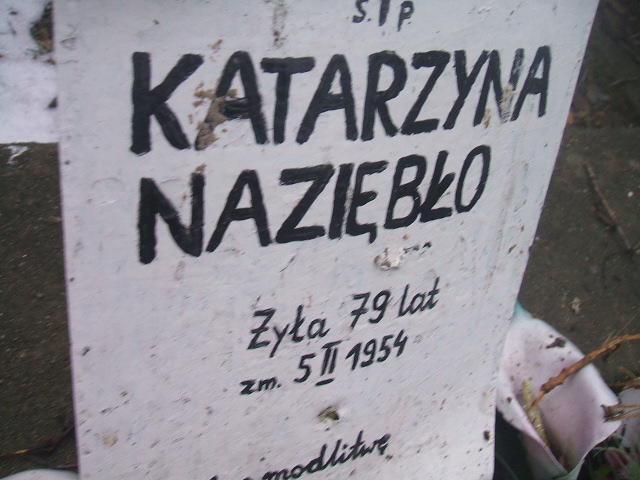 Ś.†P.
KATARZYNA
NAZIĘBŁO
Żyła 79 lat
zm. 5 II 1954
modlitwę